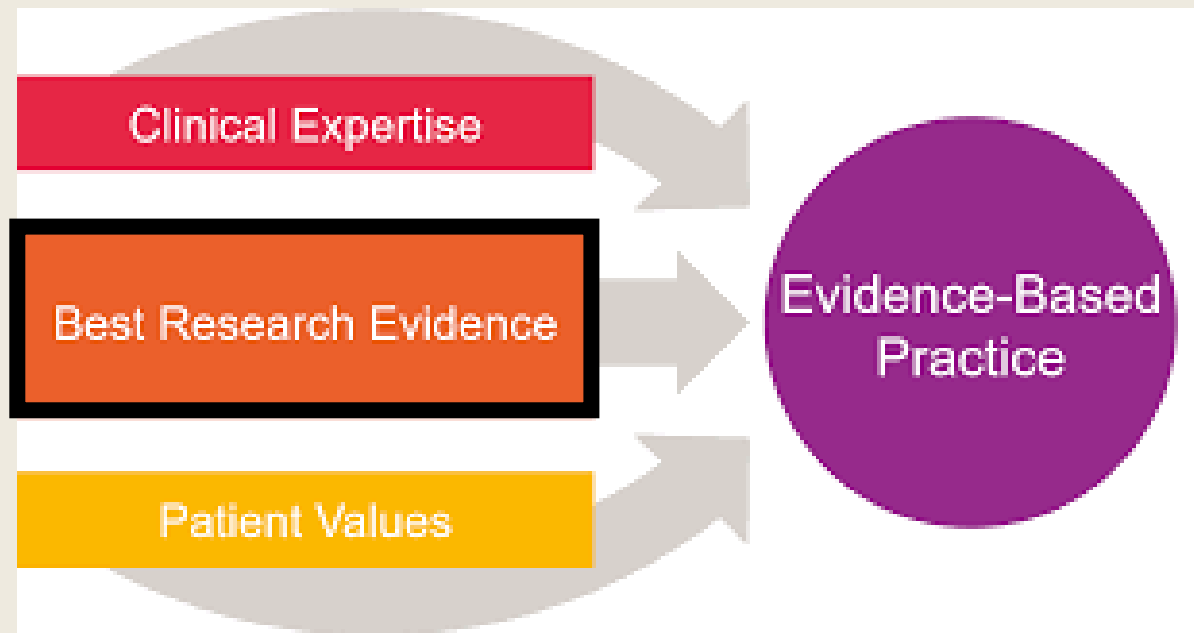 Clinical Expertise
Best Research Evidence
Patient Values
Evidence-Based
Practice